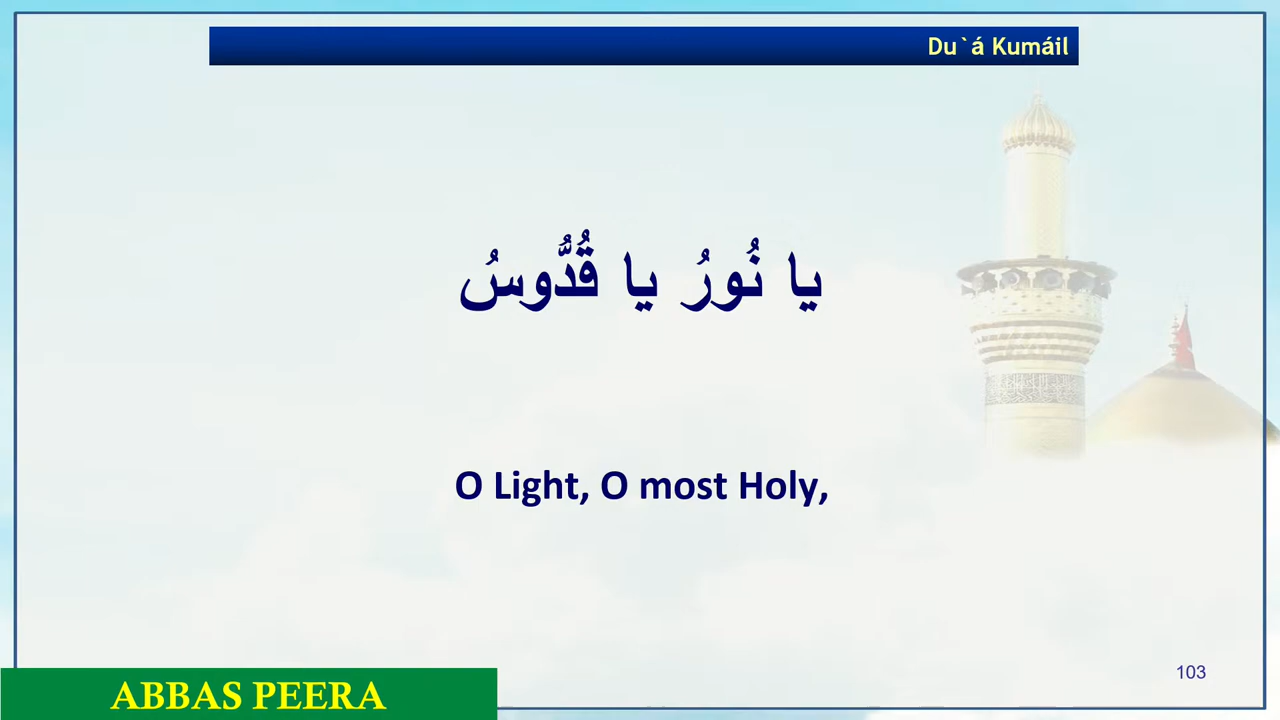 Du`á Kumáil
يا نُورُ يا قُدُّوسُ
O Light, O most Holy,
103
ABBAS PEERA